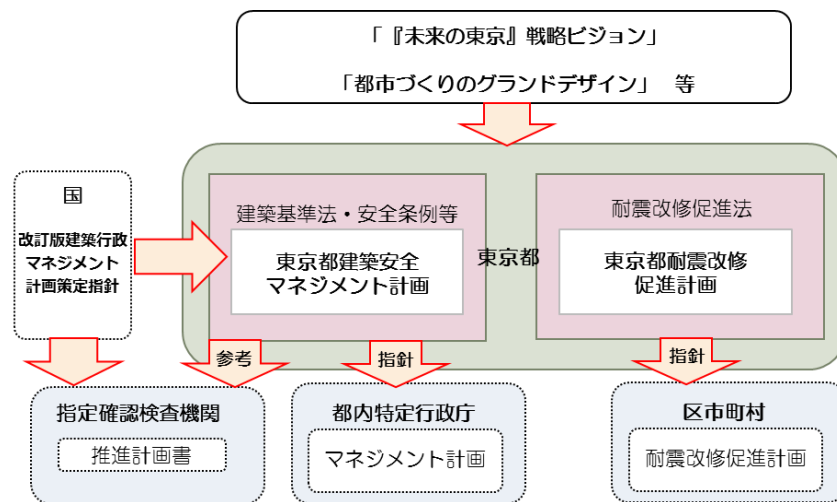 「『未来の東京』戦略ビジョン」
「都市づくりのグランドデザイン」　等
国
改訂版建築行政
マネジメント
計画策定指針
建築基準法・安全条例等
東京都建築安全
マネジメント計画
東京都
耐震改修促進法
東京都耐震改修
促進計画
参考
指針
指針
指定確認検査機関
推進計画書
都内特定行政庁
マネジメント計画
区市町村
耐震改修促進計画